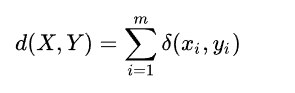 d(X, Y) = \sum_{i=1}^{m} \delta(x_i, y_i)